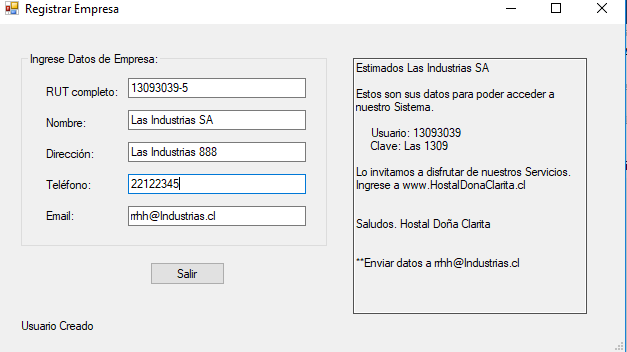 Registrar Empresa
Ingrese Datos de Empresa:
RUT completo: 13093039-5
Nombre: Las Industrias SA
Dirección: Las Industrias 888
Teléfono: 22122345
Email: rrhh@Industrias.cl
Salir
Usuario Creado
Estimados Las Industrias SA
Estos son sus datos para poder acceder a
nuestro Sistema.
Usuario: 13093039
Clave: Las 1309
Lo invitamos a disfrutar de nuestros Servicios.
Ingrese a www.HostalDonaClarita.cl
Saludos. Hostal Doña Clarita
**Enviar datos a rrhh@Industrias.cl